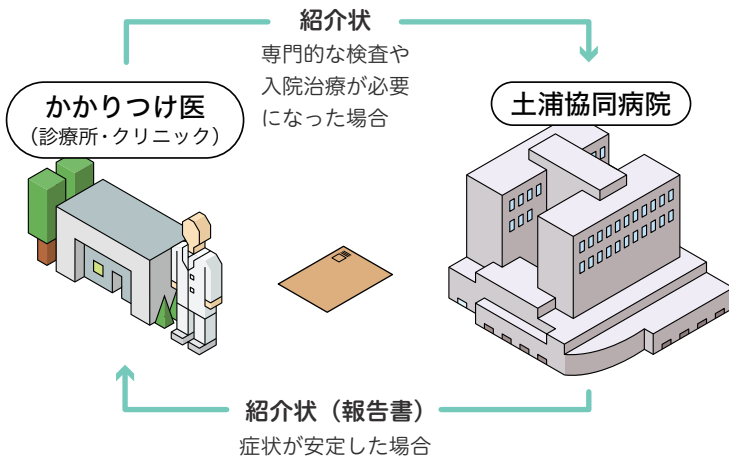 紹介状
専門的な検査や
入院治療が必要
になった場合
かかりつけ医
（診療所・クリニック）
土浦協同病院
紹介状（報告書）
症状が安定した場合